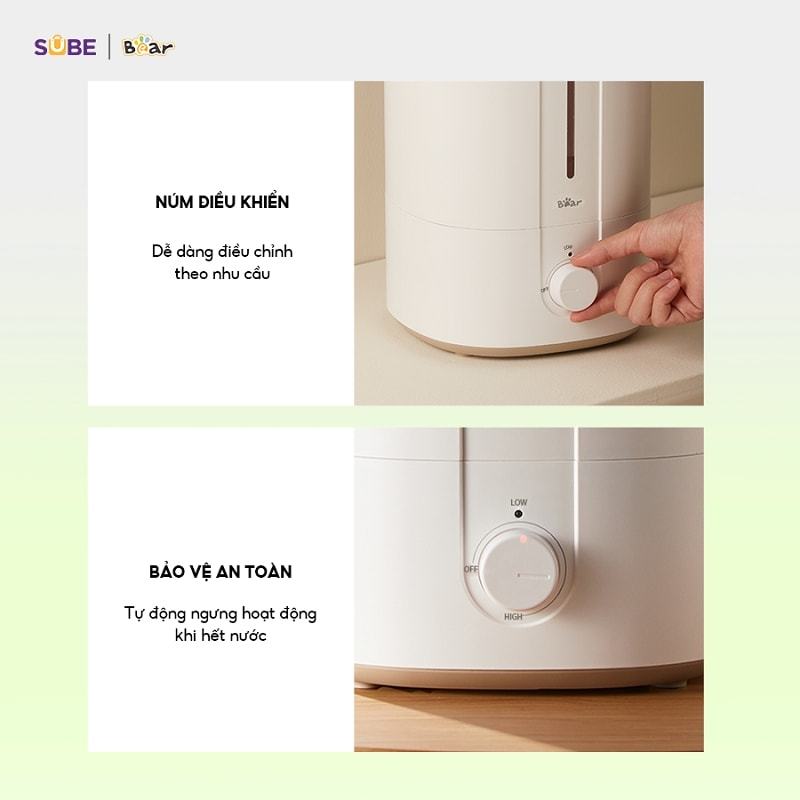 SUBE | Bear
NÚM ĐIỀU KHIỂN
Dễ dàng điều chỉnh
theo nhu cầu
Bear
LOW
OFF
BẢO VỆ AN TOÀN
Tự động ngưng hoạt động
khi hết nước
LOW
OFF
HIGH